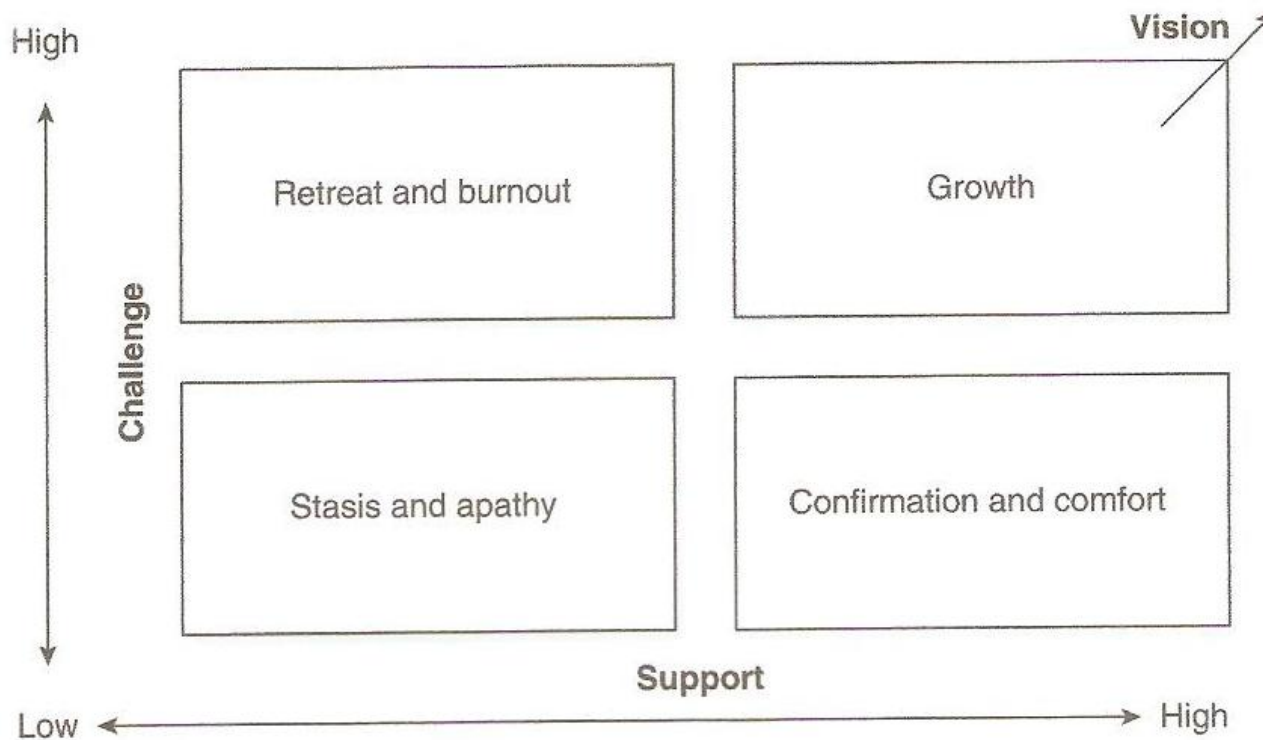 High
Vision
Retreat and burnout
Growth
Challenge
Stasis and apathy
Confirmation and comfort
Support
Low
High